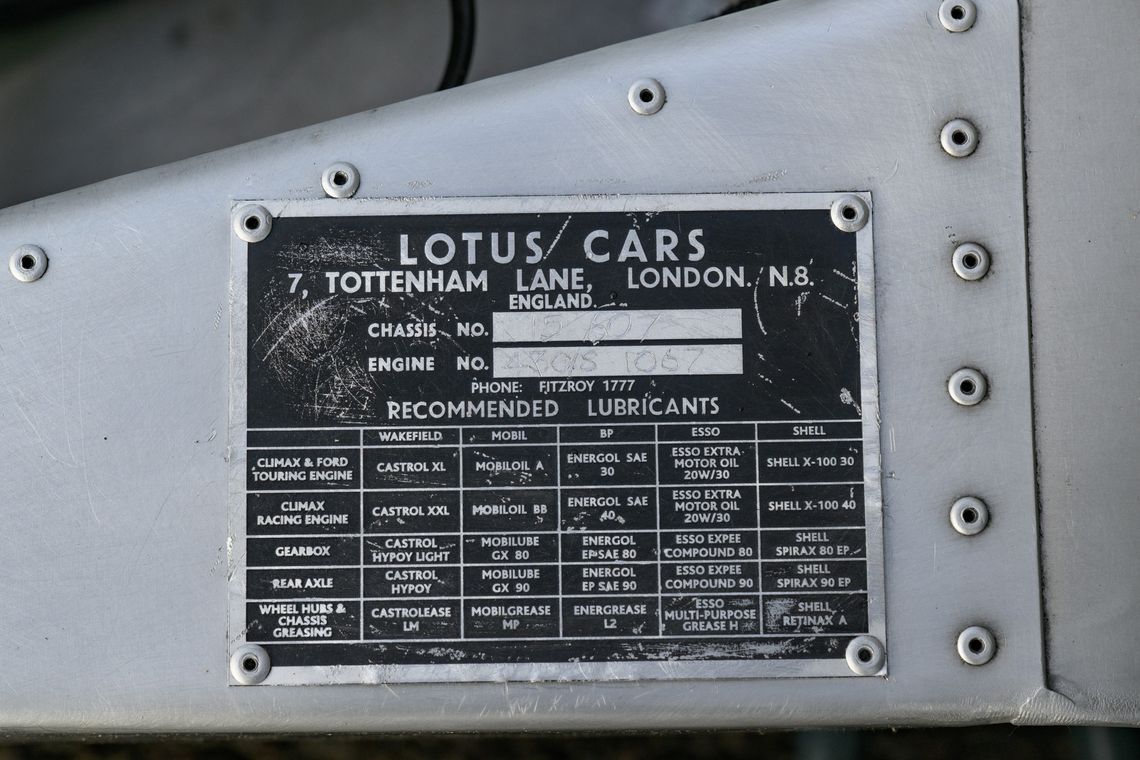 LOTUS CARS
7, TOTTENHAM LANE, LONDON. N.8.
ENGLAND.
CHASSIS NO.
ENGINE NO. 1067
PHONE: FITZROY 1777
RECOMMENDED LUBRICANTS
WAKEFIELD MOBIL BP ESSO SHELL
CLIMAX & FORD TOURING ENGINE CASTROL XL MOBILOIL A ENERGOL SAE 30 ESSO EXTRA MOTOR OIL 20W/30 SHELL X-100 30
CLIMAX RACING ENGINE CASTROL XXL MOBILOIL BB ENERGOL SAE 40 ESSO EXTRA MOTOR OIL 20W/30 SHELL X-100 40
GEARBOX CASTROL HYPOY LIGHT MOBILUBE GX 80 ENERGOL EP SAE 80 ESSO EXPEE COMPOUND 80 SHELL SPIRAX 80 EP
REAR AXLE CASTROL HYPOY MOBILUBE GX 90 ENERGOL EP SAE 90 ESSO EXPEE COMPOUND 90 SHELL SPIRAX 90 EP
WHEEL HUBS & CHASSIS GREASING CASTROLEASE LM MOBILGREASE MP ENERGREASE L2 ESSO MULTI-PURPOSE GREASE H SHELL RETINAX A